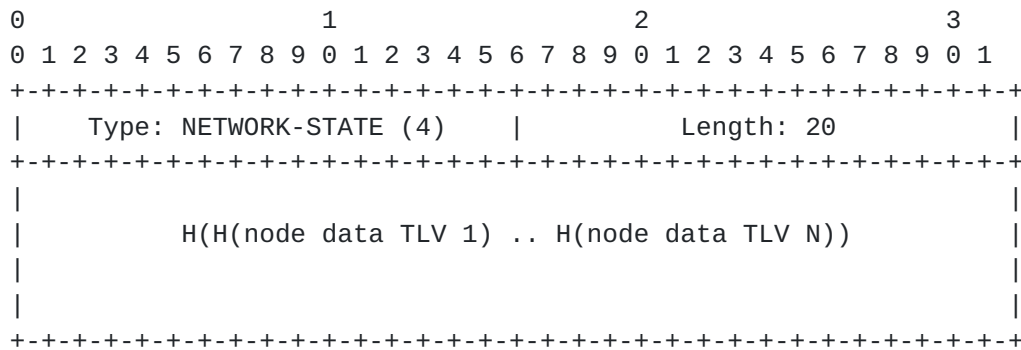 0                   1                   2                   3
0 1 2 3 4 5 6 7 8 9 0 1 2 3 4 5 6 7 8 9 0 1 2 3 4 5 6 7 8 9 0 1
+-+-+-+-+-+-+-+-+-+-+-+-+-+-+-+-+-+-+-+-+-+-+-+-+-+-+-+-+-+-+-+-+
|    Type: NETWORK-STATE (4)    |          Length: 20           |
+-+-+-+-+-+-+-+-+-+-+-+-+-+-+-+-+-+-+-+-+-+-+-+-+-+-+-+-+-+-+-+-+
|                                                               |
|          H(H(node data TLV 1) .. H(node data TLV N))          |
|                                                               |
|                                                               |
+-+-+-+-+-+-+-+-+-+-+-+-+-+-+-+-+-+-+-+-+-+-+-+-+-+-+-+-+-+-+-+-+